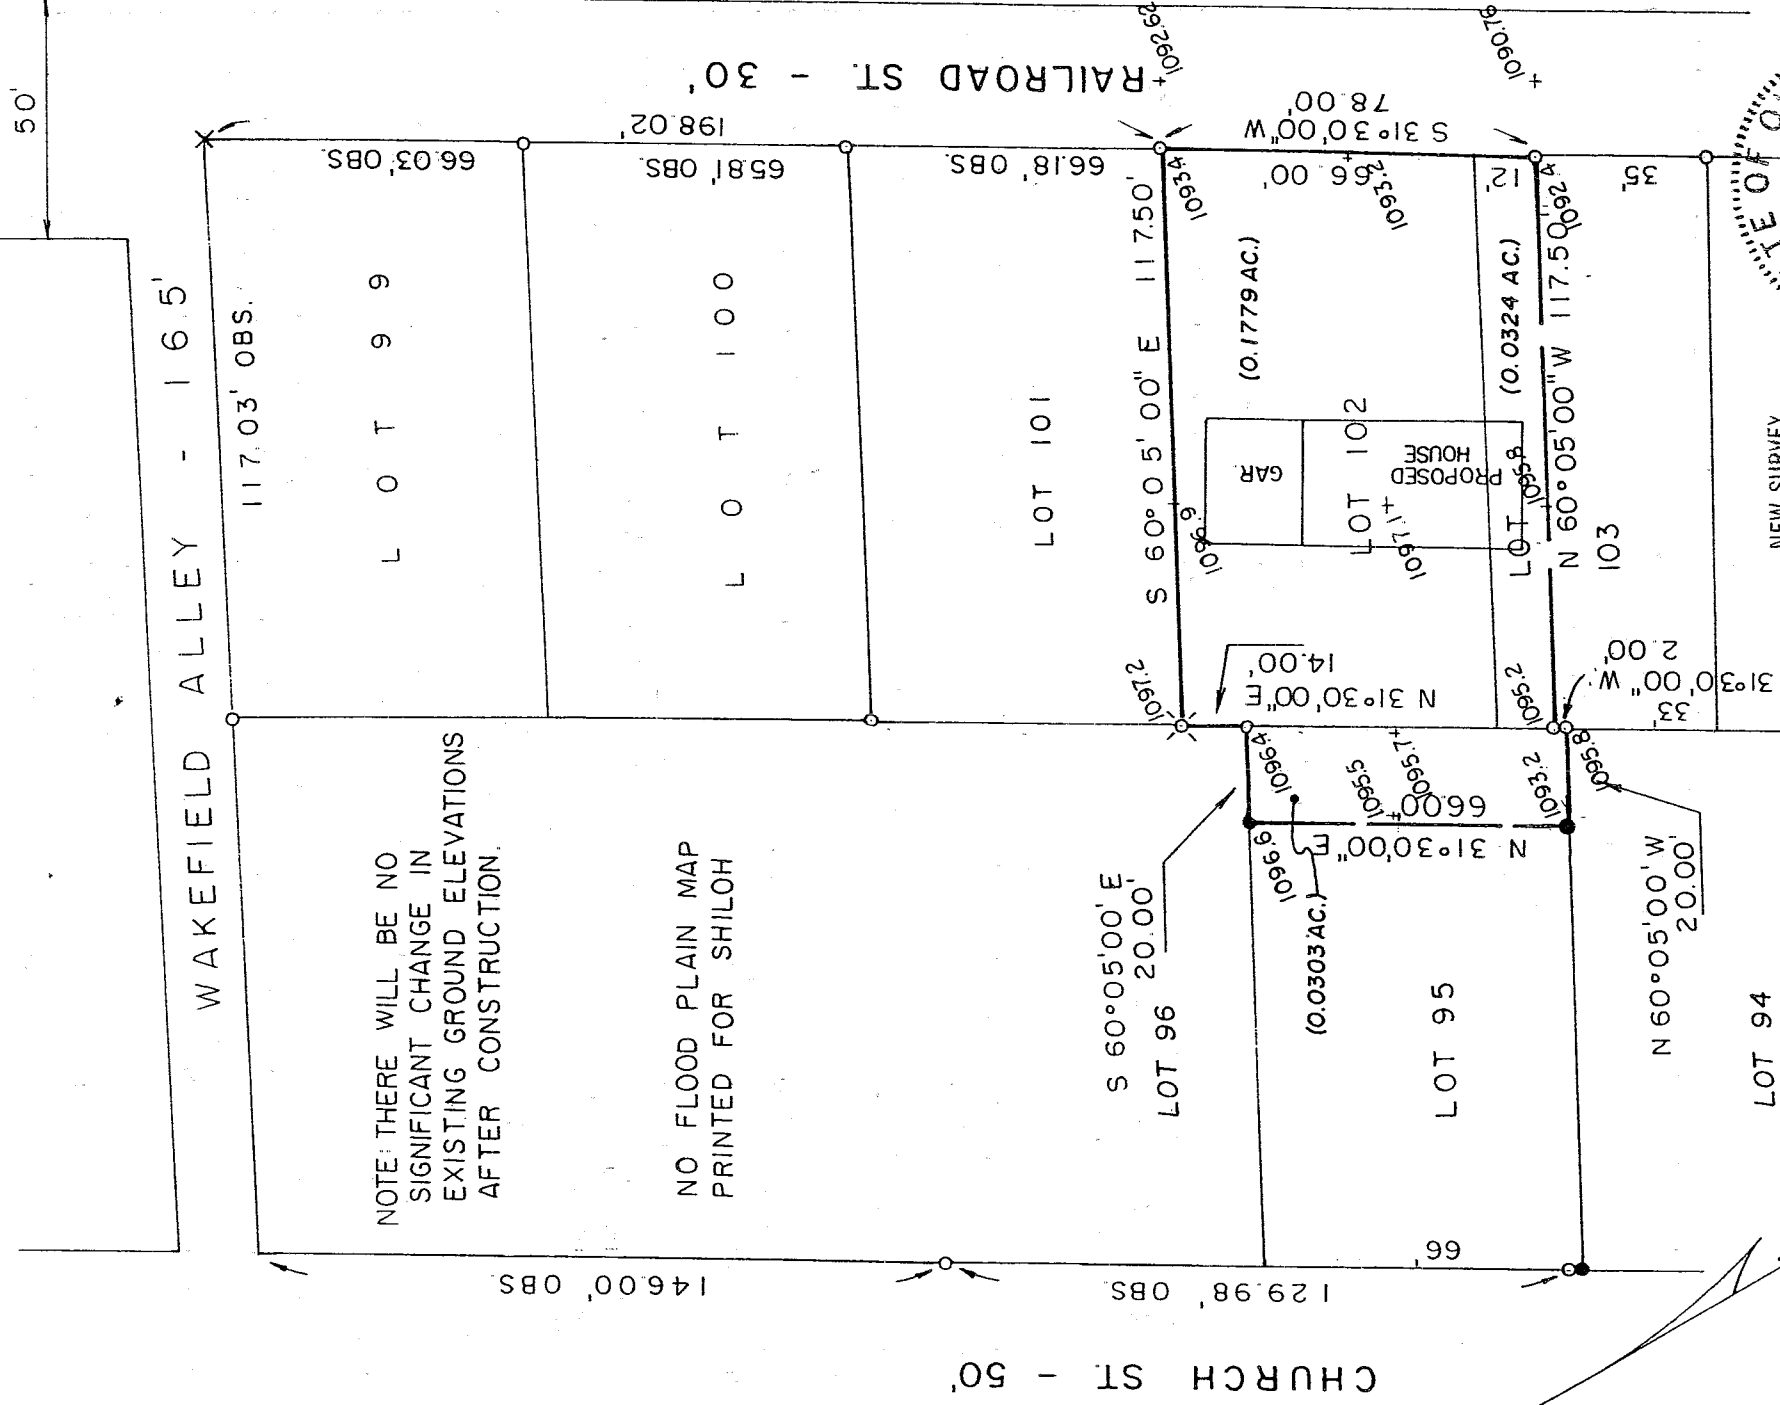 50'
WAKEFIELD ALLEY - 16.5'
RAILROAD ST. - 30'
1092.62
1090.76
198.02'
66.03' OBS.
65.81' OBS.
66.18' OBS.
117.03' OBS.
LOT 99
LOT 100
LOT 101
S 60° 05' 00" E 117.50'
S 31° 30' 00" W
78.00'
66.00'
12'
35'
1093.4
1093.2
1092.4
(0.1779 AC.)
(0.0324 AC.)
GAR.
PROPOSED
HOUSE
LOT 102
1096.9
1097.1
1095.8
LOT
103
N 60° 05' 00" W 117.50'
1097.2
N 31° 30' 00" E
14.00'
1095.2
31° 30' 00" W
2.00'
33'
1096.4
1095.5
1095.7
1093.2
1095.8
66.00
N 31° 30' 00" E
1096.6
(0.0303 AC.)
S 60° 05' 00' E
20.00'
LOT 96
LOT 95
N 60° 05' 00' W
20.00'
LOT 94
NOTE: THERE WILL BE NO
SIGNIFICANT CHANGE IN
EXISTING GROUND ELEVATIONS
AFTER CONSTRUCTION.
NO FLOOD PLAIN MAP
PRINTED FOR SHILOH
146.00' OBS.
129.98' OBS.
66'
CHURCH ST. - 50'
NEW SURVEY
TE OF O